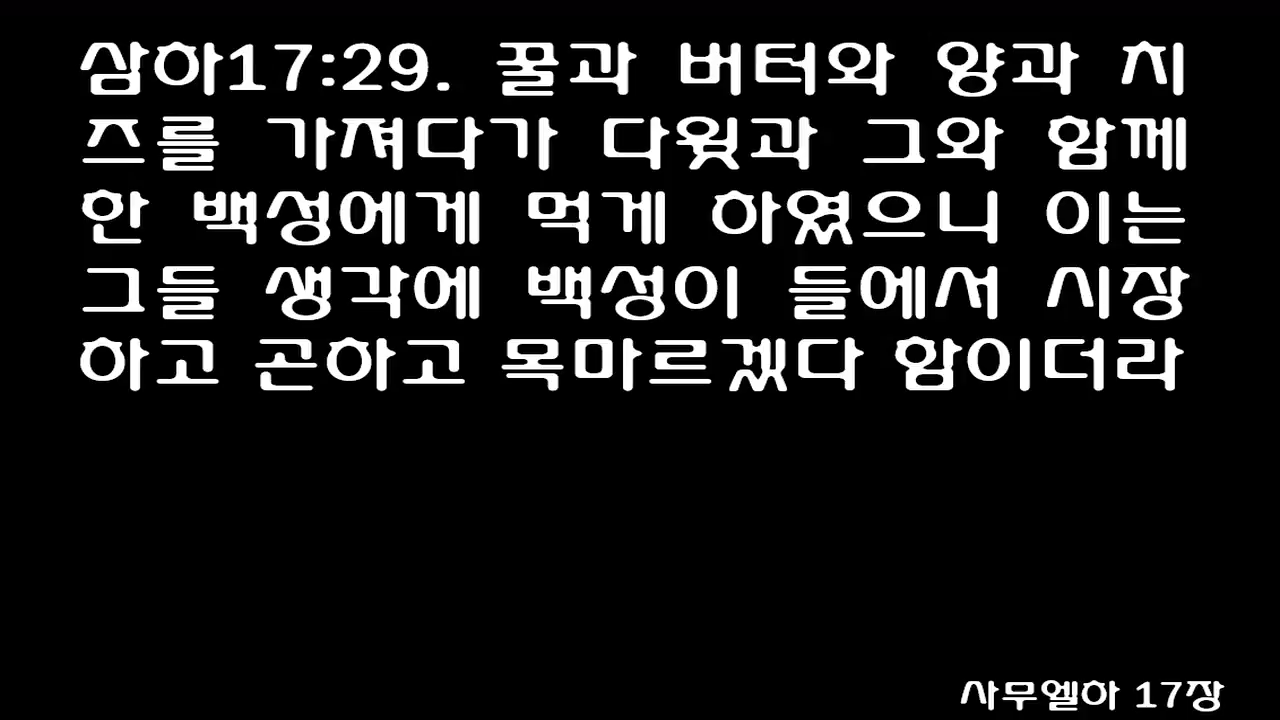 삼하17:29. 꿀과 버터와 양과 치
즈를 가져다가 다윗과 그와 함께
한 백성에게 먹게 하였으니 이는
그들 생각에 백성이 들에서 시장
하고 곤하고 목마르겠다 함이더라
사무엘하 17장